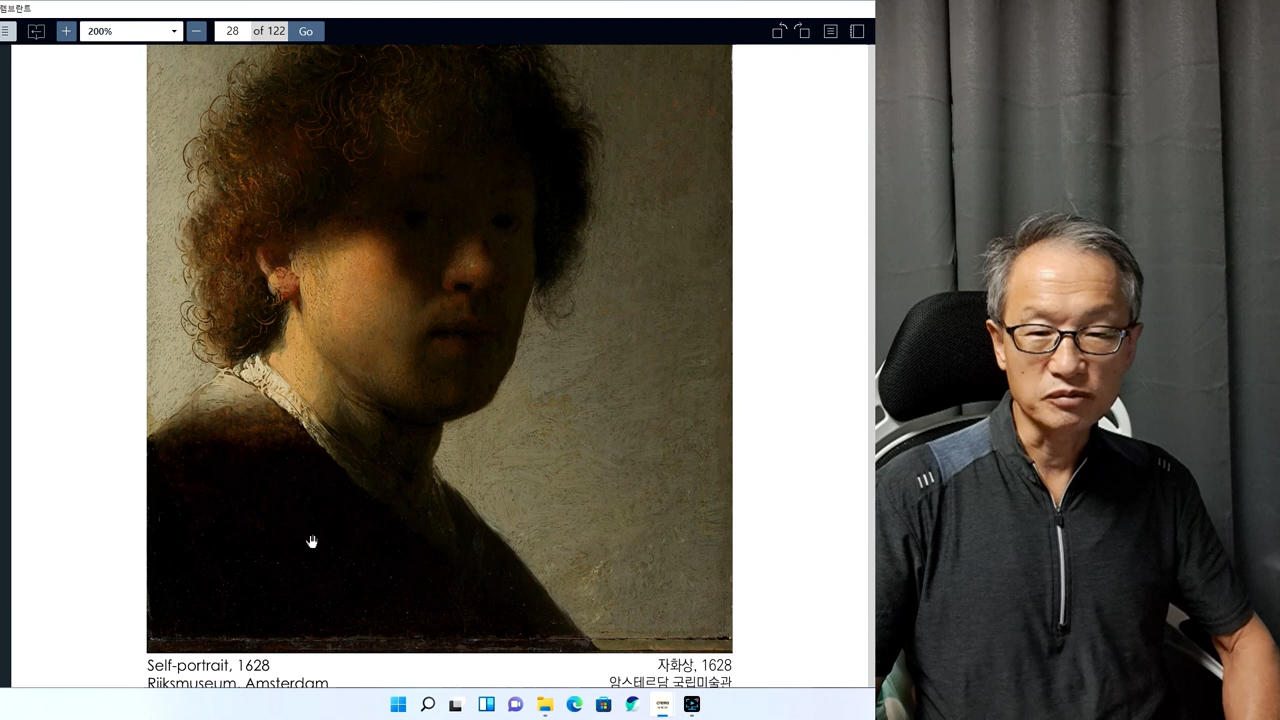 렘브란트
200%
28 of 122 Go
Self-portrait, 1628
자화상, 1628
Rijksmuseum, Amsterdam
암스테르담 국립미술관